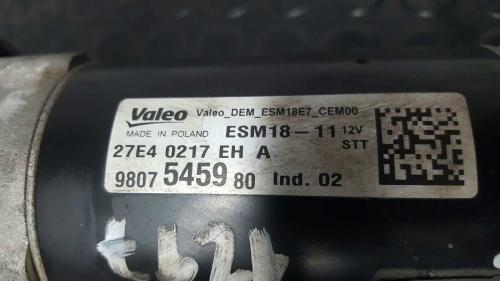 Valeo Valeo_DEM_ESM18E7_CEM00
MADE IN POLAND ESM18-11 12V
STT
27E4 0217 EH A
9807 5459 80 Ind. 02